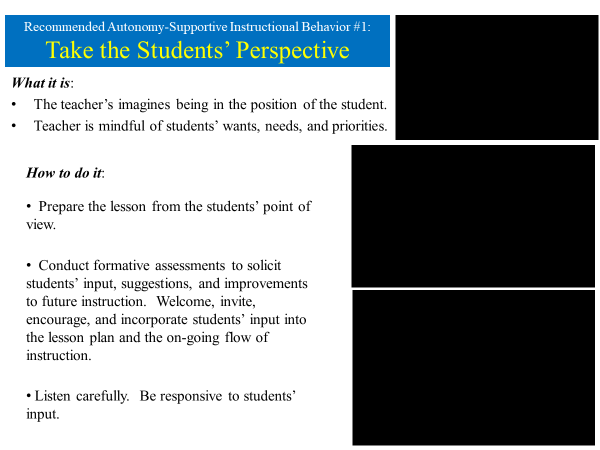 Recommended Autonomy-Supportive Instructional Behavior #1:
Take the Students' Perspective
What it is:
• The teacher's imagines being in the position of the student.
• Teacher is mindful of students' wants, needs, and priorities.
How to do it:
• Prepare the lesson from the students' point of
view.
• Conduct formative assessments to solicit
students' input, suggestions, and improvements
to future instruction. Welcome, invite,
encourage, and incorporate students' input into
the lesson plan and the on-going flow of
instruction.
• Listen carefully. Be responsive to students'
input.